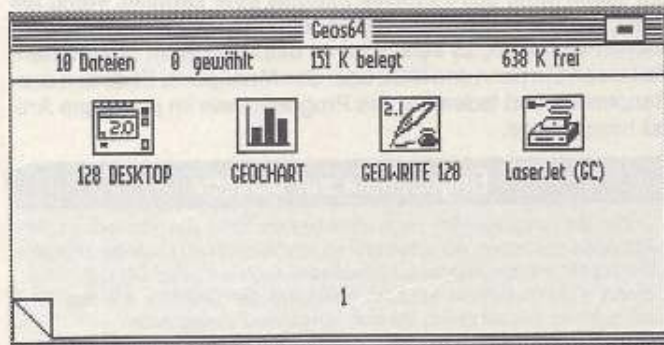 Geos64
10 Dateien 0 gewählt 151 K belegt 638 K frei
2.0
2.1
128 DESKTOP GEOCHART GEOWRITE 128 LaserJet (GC)
1